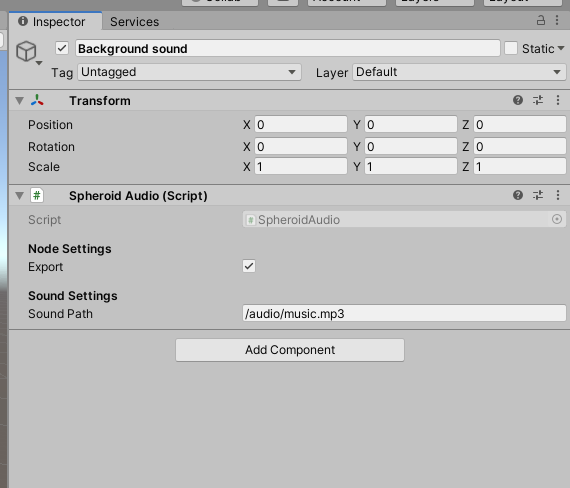 Inspector Services
Background sound Static
Tag Untagged Layer Default
Transform
Position X 0 Y 0 Z 0
Rotation X 0 Y 0 Z 0
Scale X 1 Y 1 Z 1
# Spheroid Audio (Script)
Script # SpheroidAudio
Node Settings
Export
Sound Settings
Sound Path /audio/music.mp3
Add Component